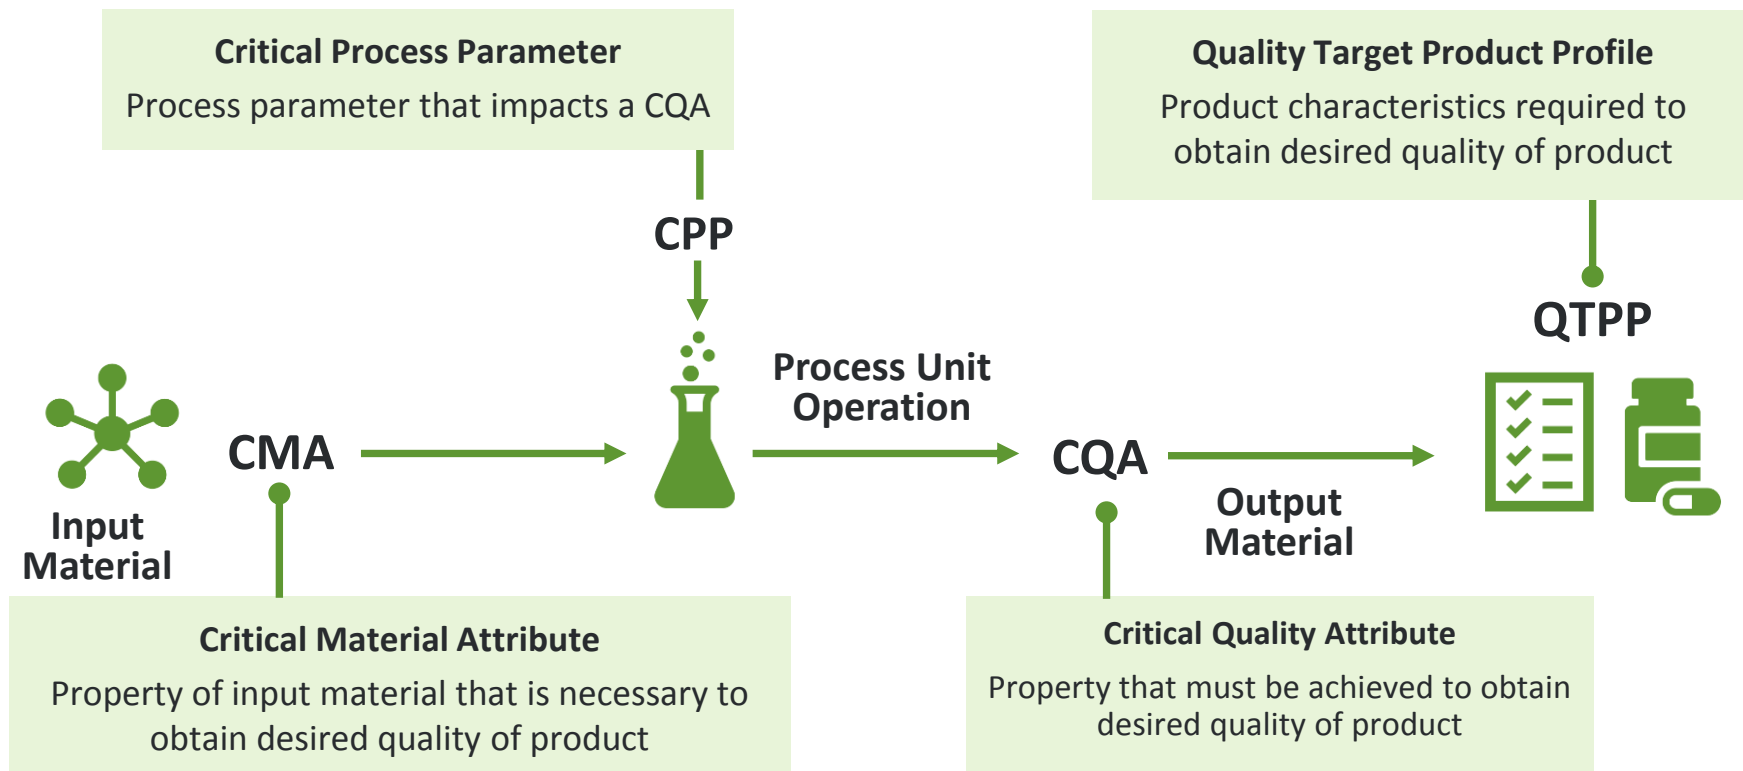 Critical Process Parameter
Process parameter that impacts a CQA
Quality Target Product Profile
Product characteristics required to
obtain desired quality of product
CPP
QTPP
Process Unit
Operation
CMA
CQA
Input
Material
Output
Material
Critical Material Attribute
Property of input material that is necessary to
obtain desired quality of product
Critical Quality Attribute
Property that must be achieved to obtain
desired quality of product